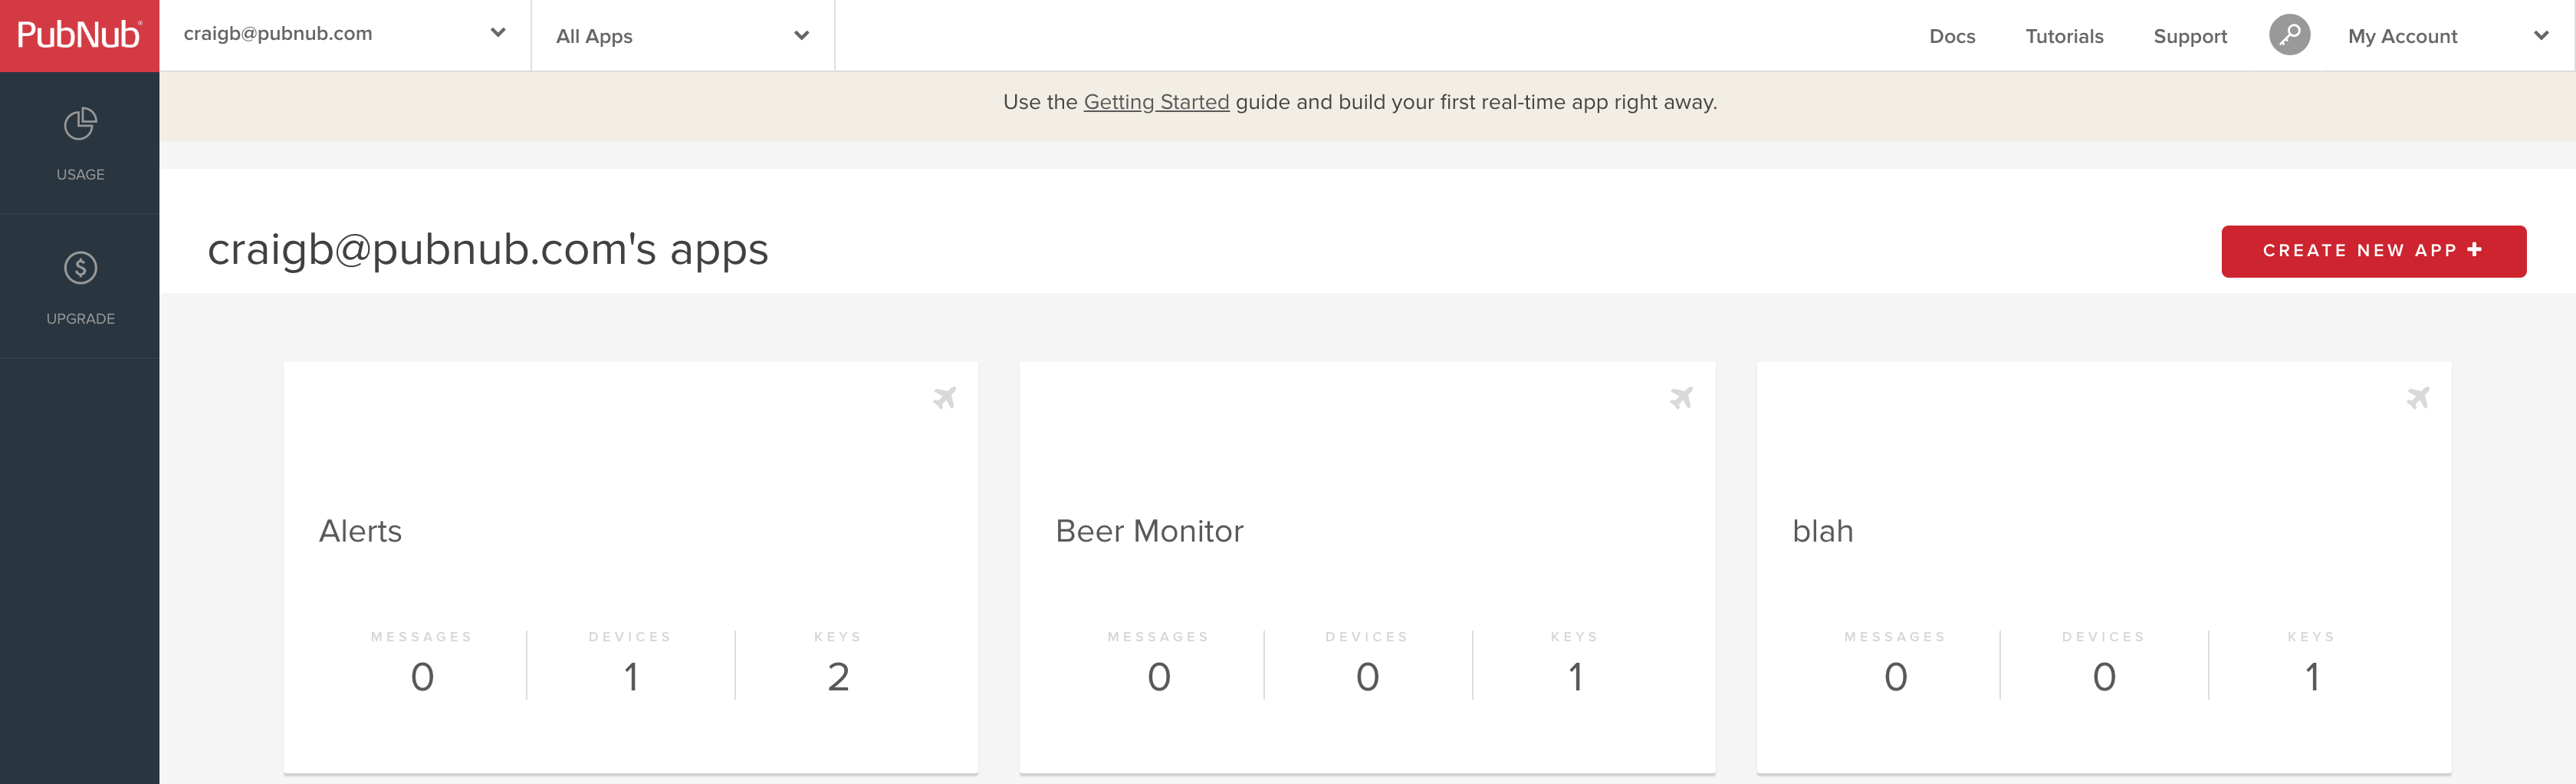 PubNub
craigb@pubnub.com
All Apps
Docs
Tutorials
Support
My Account
USAGE
UPGRADE
Use the Getting Started guide and build your first real-time app right away.
craigb@pubnub.com's apps
CREATE NEW APP +
Alerts
MESSAGES DEVICES KEYS
0 1 2
Beer Monitor
MESSAGES DEVICES KEYS
0 0 1
blah
MESSAGES DEVICES KEYS
0 0 1